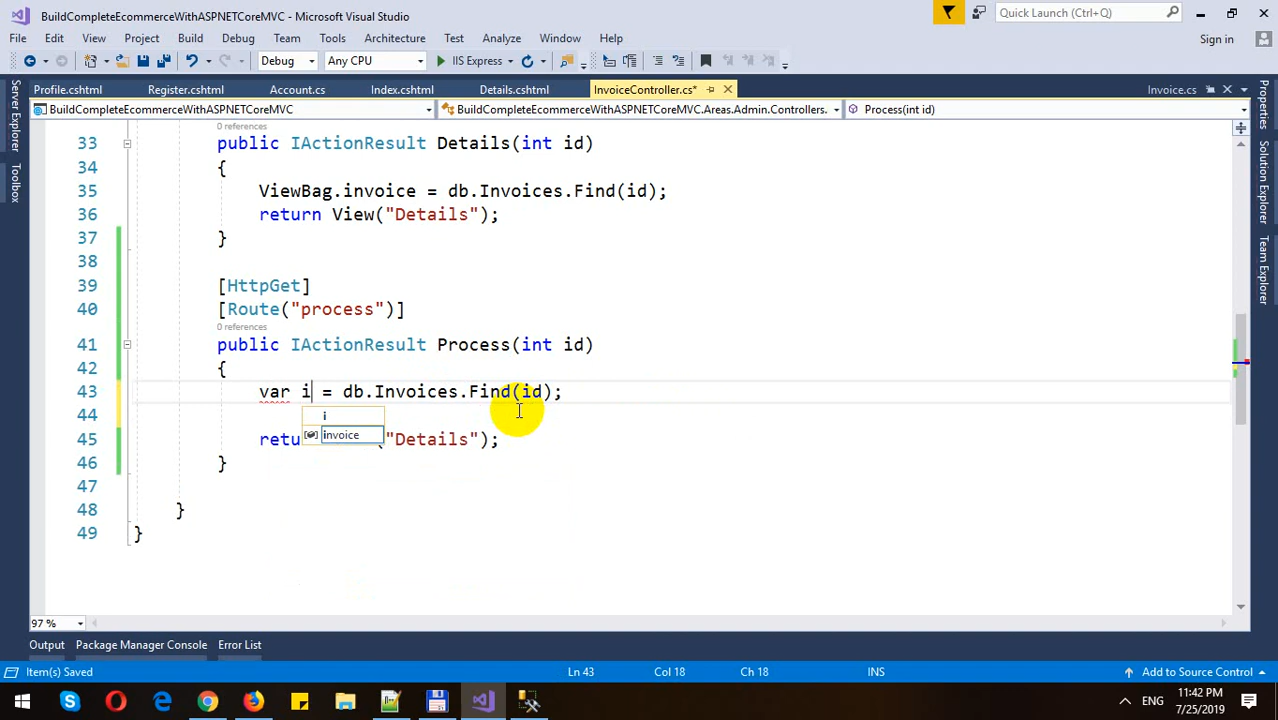 BuildCompleteEcommerceWithASPNETCoreMVC - Microsoft Visual Studio
Quick Launch (Ctrl+Q)
File Edit View Project Build Debug Team Tools Architecture Test Analyze Window Help
Sign in
Debug Any CPU IIS Express
Profile.cshtml Register.cshtml Account.cs Index.cshtml Details.cshtml InvoiceController.cs* Invoice.cs
BuildCompleteEcommerceWithASPNETCoreMVC BuildCompleteEcommerceWithASPNETCoreMVC.Areas.Admin.Controllers. Process(int id)
Server Explorer
Toolbox
Properties
Solution Explorer
Team Explorer
0 references
33 public IActionResult Details(int id)
34 {
35 ViewBag.invoice = db.Invoices.Find(id);
36 return View("Details");
37 }
38
39 [HttpGet]
40 [Route("process")]
0 references
41 public IActionResult Process(int id)
42 {
43 var i = db.Invoices.Find(id);
44 i
invoice
45 retu ("Details");
46 }
47
48 }
49 }
97 %
Output Package Manager Console Error List
Item(s) Saved Ln 43 Col 18 Ch 18 INS Add to Source Control
ENG
11:42 PM
7/25/2019